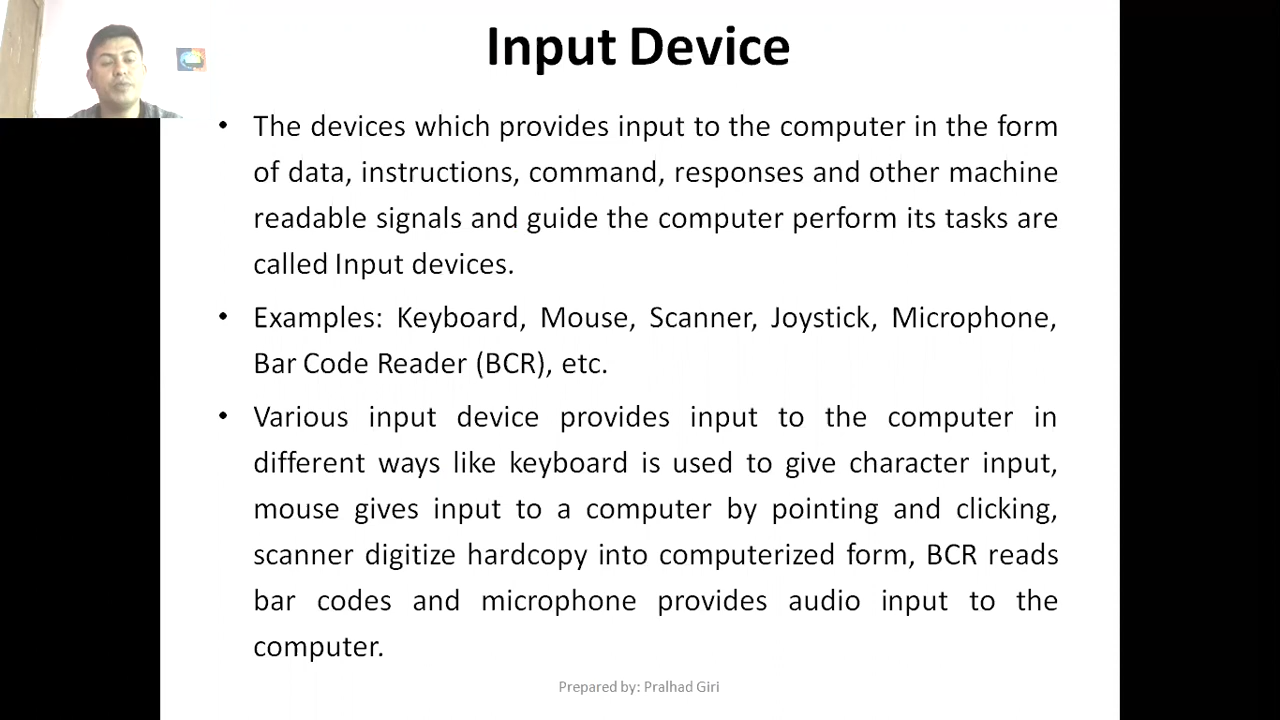 Input Device
• The devices which provides input to the computer in the form
of data, instructions, command, responses and other machine
readable signals and guide the computer perform its tasks are
called Input devices.
• Examples: Keyboard, Mouse, Scanner, Joystick, Microphone,
Bar Code Reader (BCR), etc.
• Various input device provides input to the computer in
different ways like keyboard is used to give character input,
mouse gives input to a computer by pointing and clicking,
scanner digitize hardcopy into computerized form, BCR reads
bar codes and microphone provides audio input to the
computer.
Prepared by: Pralhad Giri